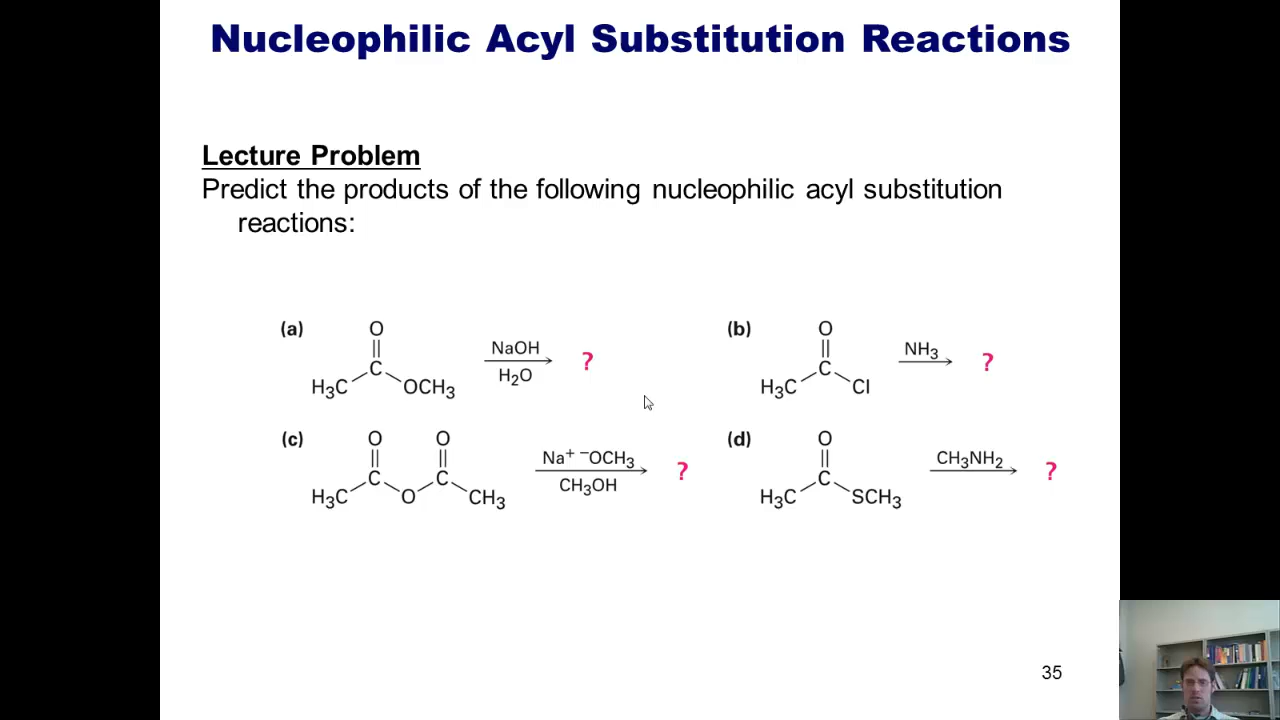 Nucleophilic Acyl Substitution Reactions
Lecture Problem
Predict the products of the following nucleophilic acyl substitution
reactions:
(a) O
C
H₃C OCH₃
NaOH
H₂O
?
(b) O
C
H₃C Cl
NH₃
?
(c) O O
C C
H₃C O CH₃
Na⁺ ⁻OCH₃
CH₃OH
?
(d) O
C
H₃C SCH₃
CH₃NH₂
?
35